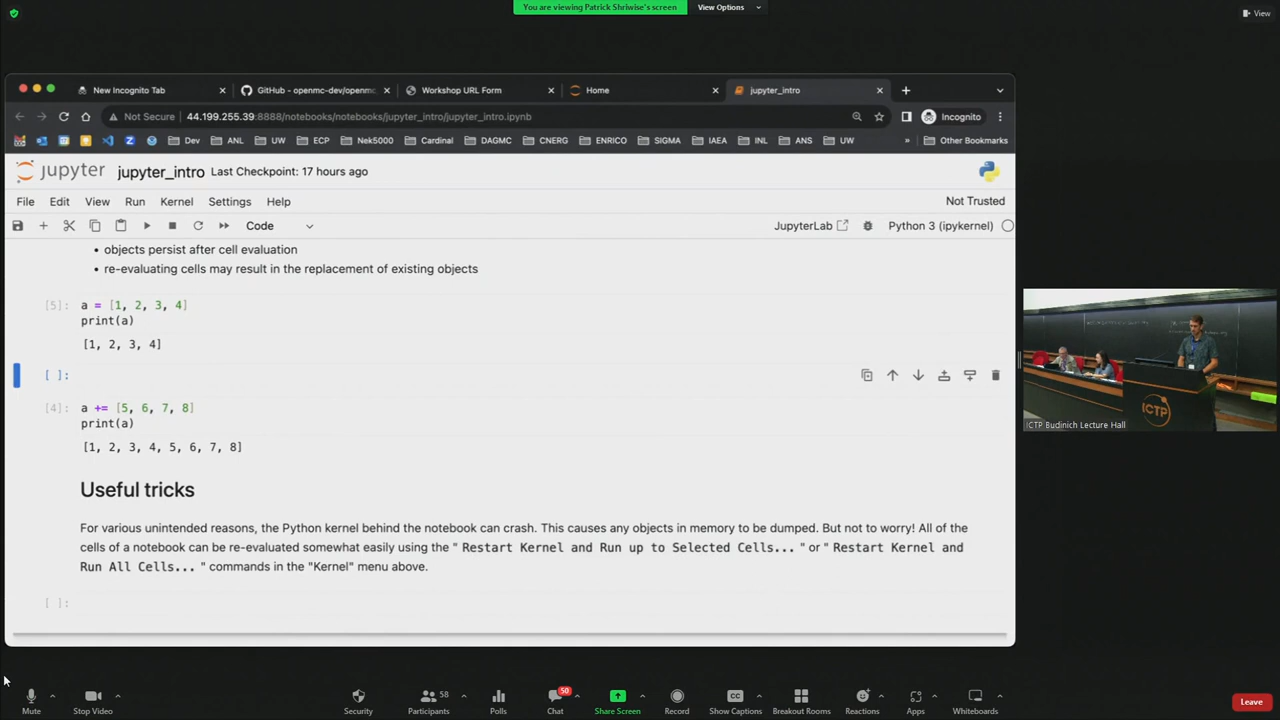 You are viewing Patrick Shriwise's screen
View Options
View
New Incognito Tab
GitHub - openmc-dev/openmc
Workshop URL Form
Home
jupyter_intro
Not Secure
44.199.255.39:8888/notebooks/notebooks/jupyter_intro/jupyter_intro.ipynb
Incognito
Dev
ANL
UW
ECP
Nek5000
Cardinal
DAGMC
CNERG
ENRICO
SIGMA
IAEA
INL
ANS
UW
»
Other Bookmarks
jupyter
jupyter_intro
Last Checkpoint: 17 hours ago
File Edit View Run Kernel Settings Help
Not Trusted
Code
JupyterLab
Python 3 (ipykernel)
• objects persist after cell evaluation
• re-evaluating cells may result in the replacement of existing objects
[5]: a = [1, 2, 3, 4]
print(a)
[1, 2, 3, 4]
[ ]:
[4]: a += [5, 6, 7, 8]
print(a)
[1, 2, 3, 4, 5, 6, 7, 8]
Useful tricks
For various unintended reasons, the Python kernel behind the notebook can crash. This causes any objects in memory to be dumped. But not to worry! All of the
cells of a notebook can be re-evaluated somewhat easily using the " Restart Kernel and Run up to Selected Cells... " or " Restart Kernel and
Run All Cells... " commands in the "Kernel" menu above.
[ ]:
ICTP
ICTP Budinich Lecture Hall
Mute
Stop Video
Security
58
Participants
Polls
50
Chat
Share Screen
Record
CC
Show Captions
Breakout Rooms
Reactions
Apps
Whiteboards
Leave